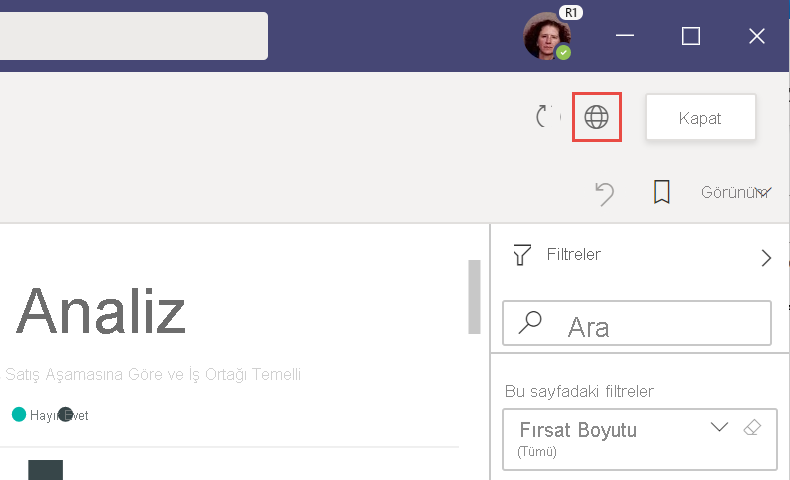 R1
Kapat
Görünüm
Filtreler
Analiz
Ara
Satış Aşamasına Göre ve İş Ortağı Temelli
Bu sayfadaki filtreler
Hayır Evet
Fırsat Boyutu
(Tümü)